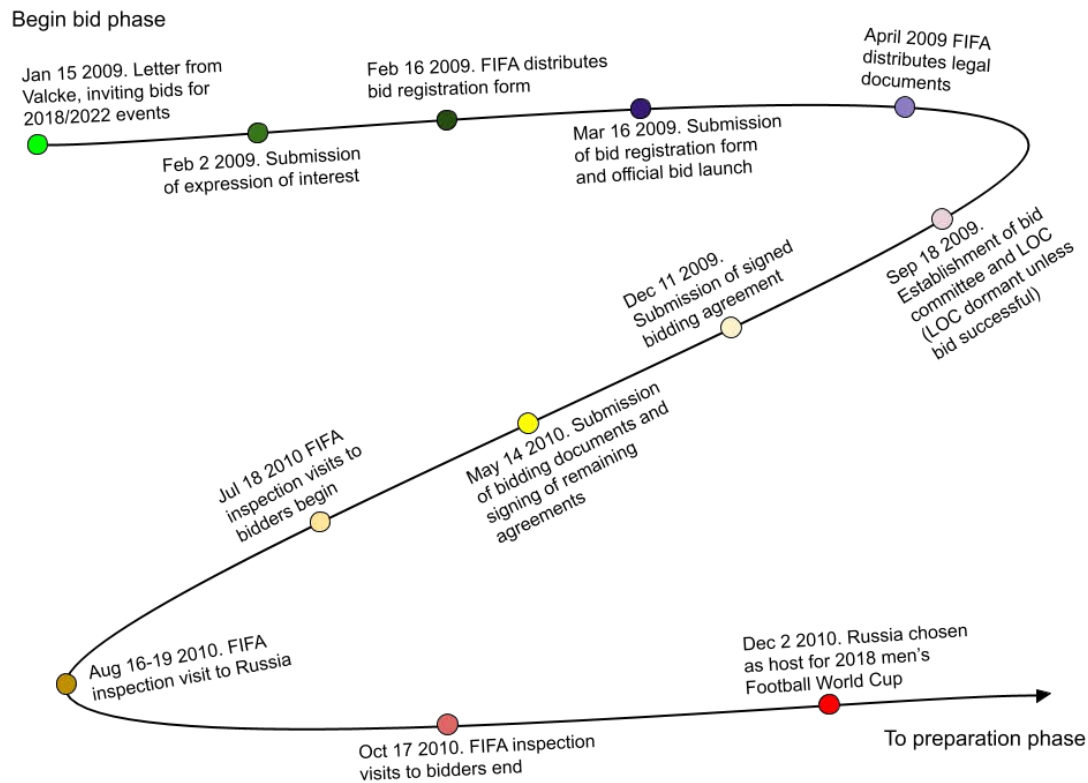 Begin bid phase
Jan 15 2009. Letter from
Valcke, inviting bids for
2018/2022 events
Feb 2 2009. Submission
of expression of interest
Feb 16 2009. FIFA distributes
bid registration form
Mar 16 2009. Submission
of bid registration form
and official bid launch
April 2009 FIFA
distributes legal
documents
Sep 18 2009.
Establishment of bid
committee and LOC
(LOC dormant unless
bid successful)
Dec 11 2009.
Submission of signed
bidding agreement
May 14 2010. Submission
of bidding documents and
signing of remaining
agreements
Jul 18 2010 FIFA
inspection visits to
bidders begin
Aug 16-19 2010. FIFA
inspection visit to Russia
Oct 17 2010. FIFA inspection
visits to bidders end
Dec 2 2010. Russia chosen
as host for 2018 men's
Football World Cup
To preparation phase